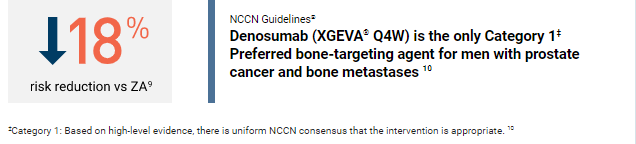 18%
risk reduction vs ZA⁹
NCCN Guidelines‡
Denosumab (XGEVA® Q4W) is the only Category 1‡
Preferred bone-targeting agent for men with prostate
cancer and bone metastases ¹⁰
‡Category 1: Based on high-level evidence, there is uniform NCCN consensus that the intervention is appropriate. ¹⁰